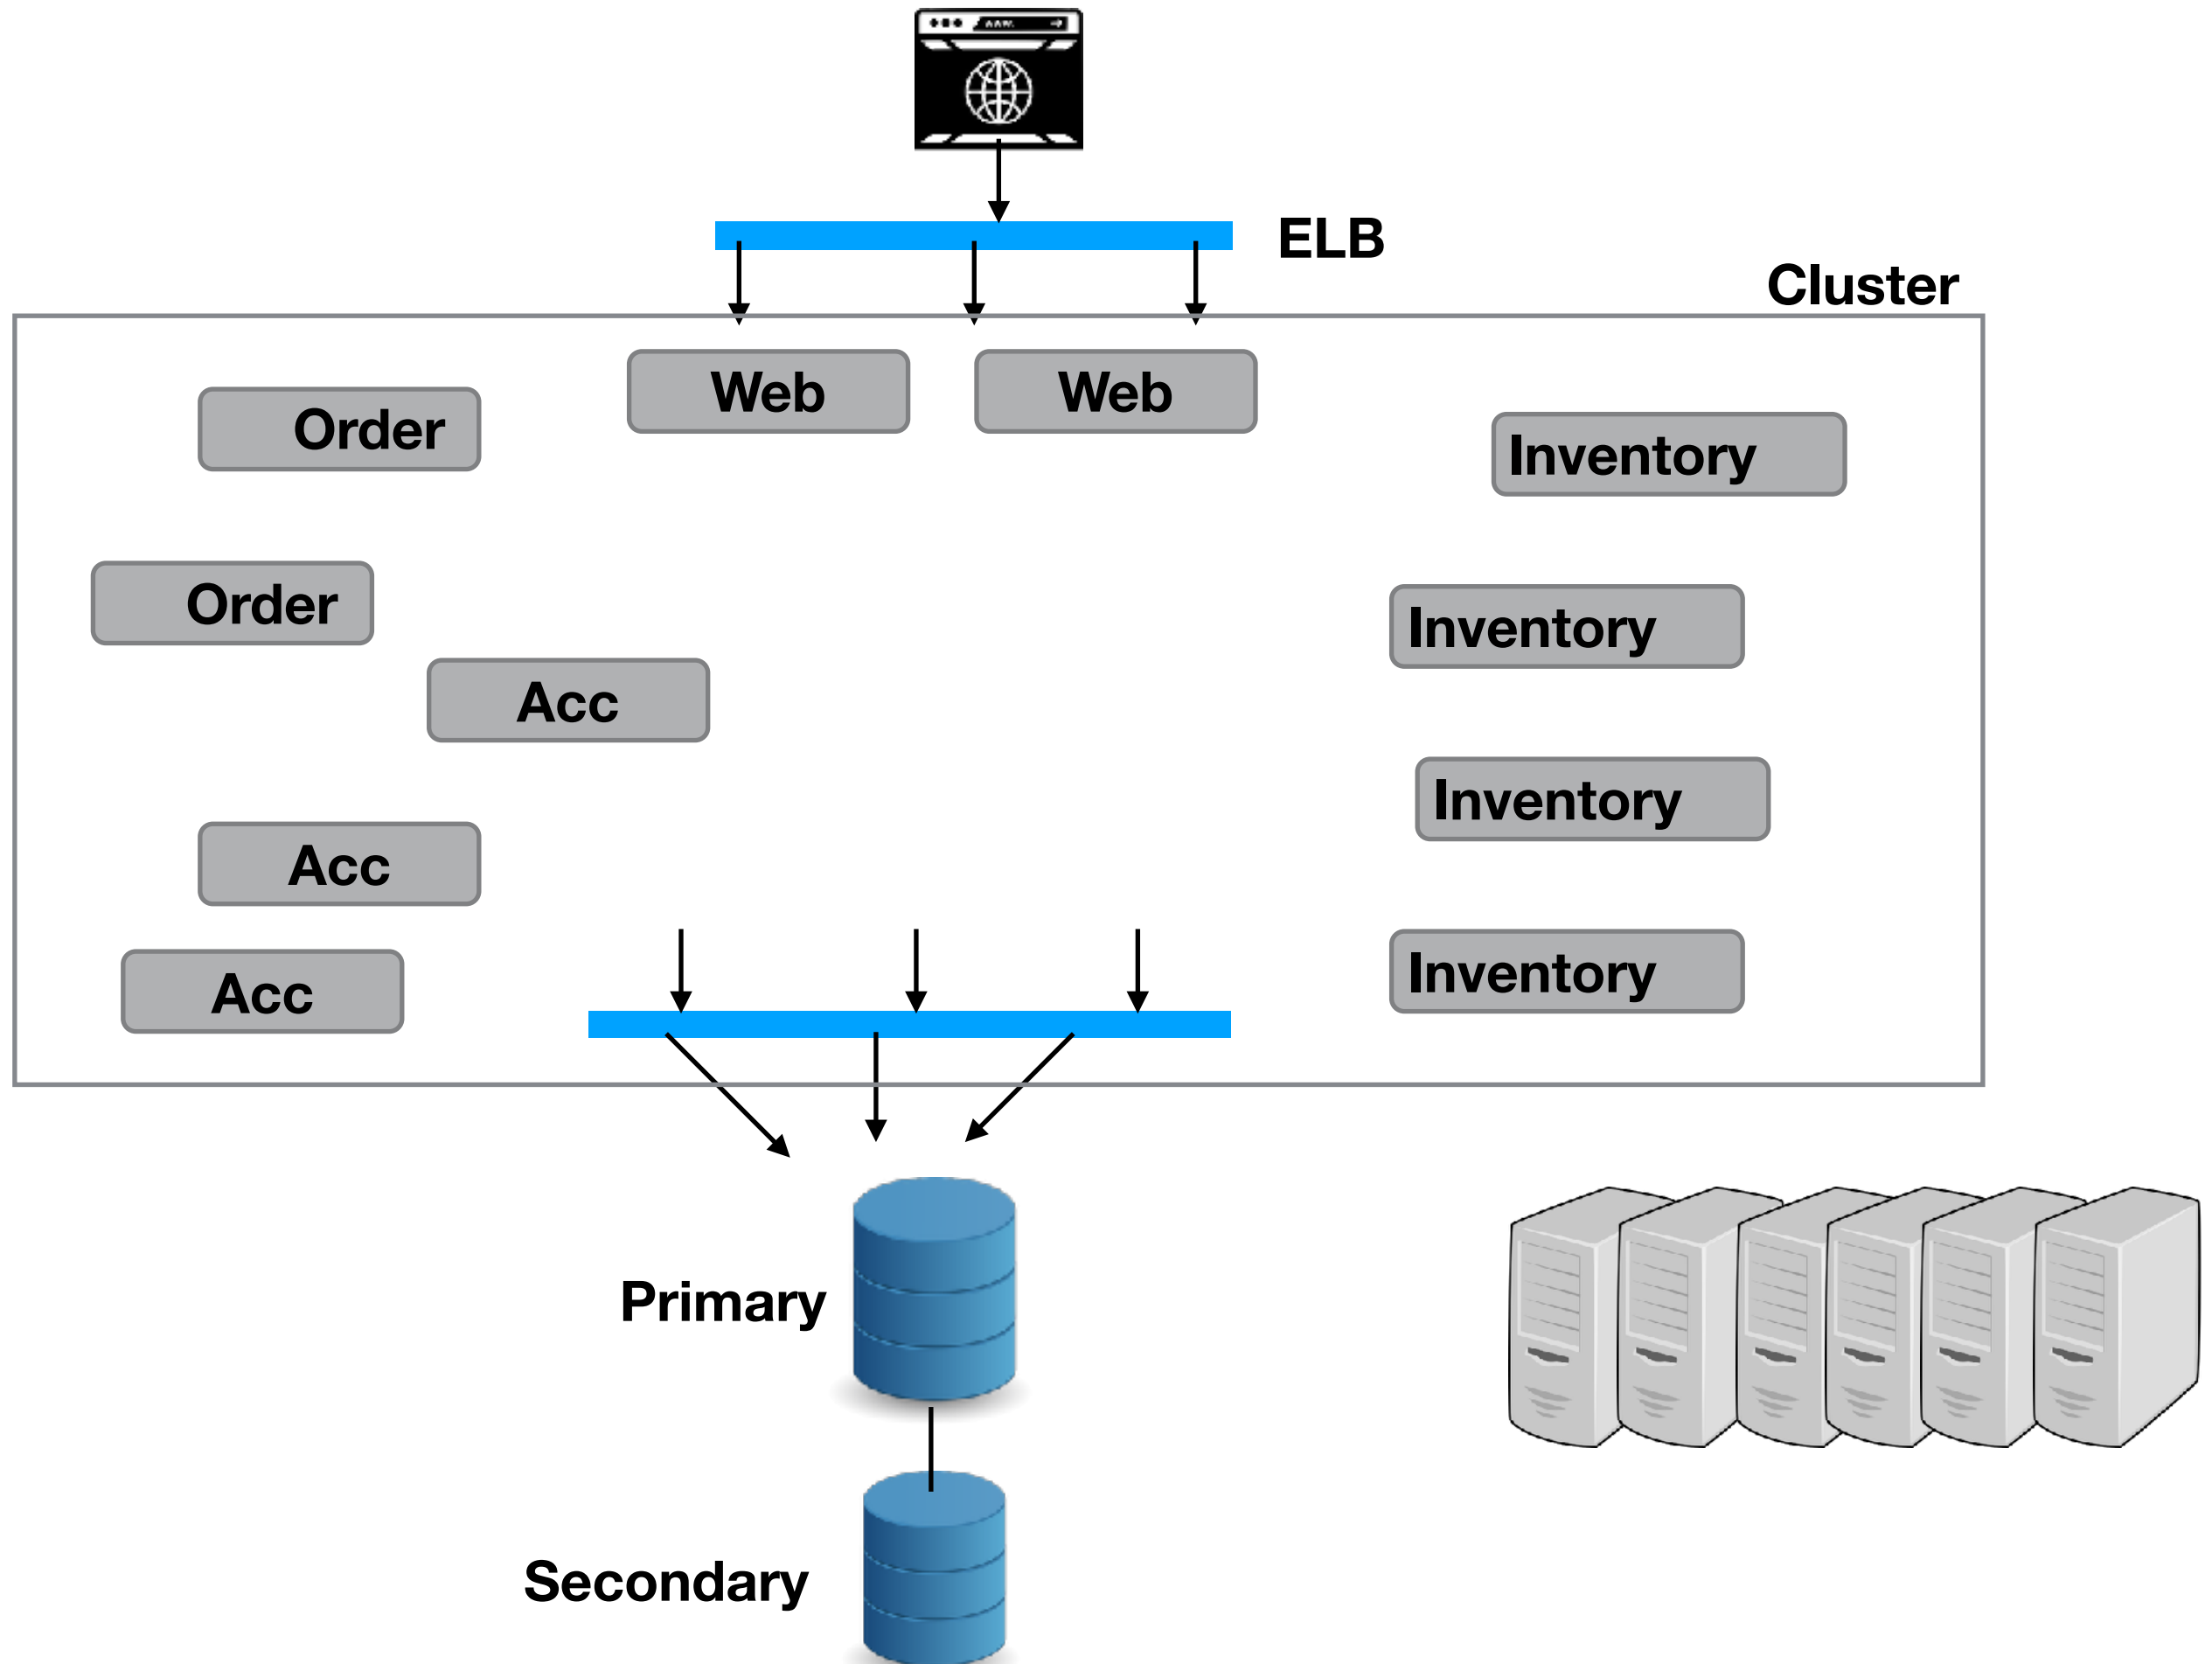 ELB
Cluster
Web
Web
Order
Inventory
Order
Inventory
Acc
Inventory
Acc
Inventory
Acc
Primary
Secondary